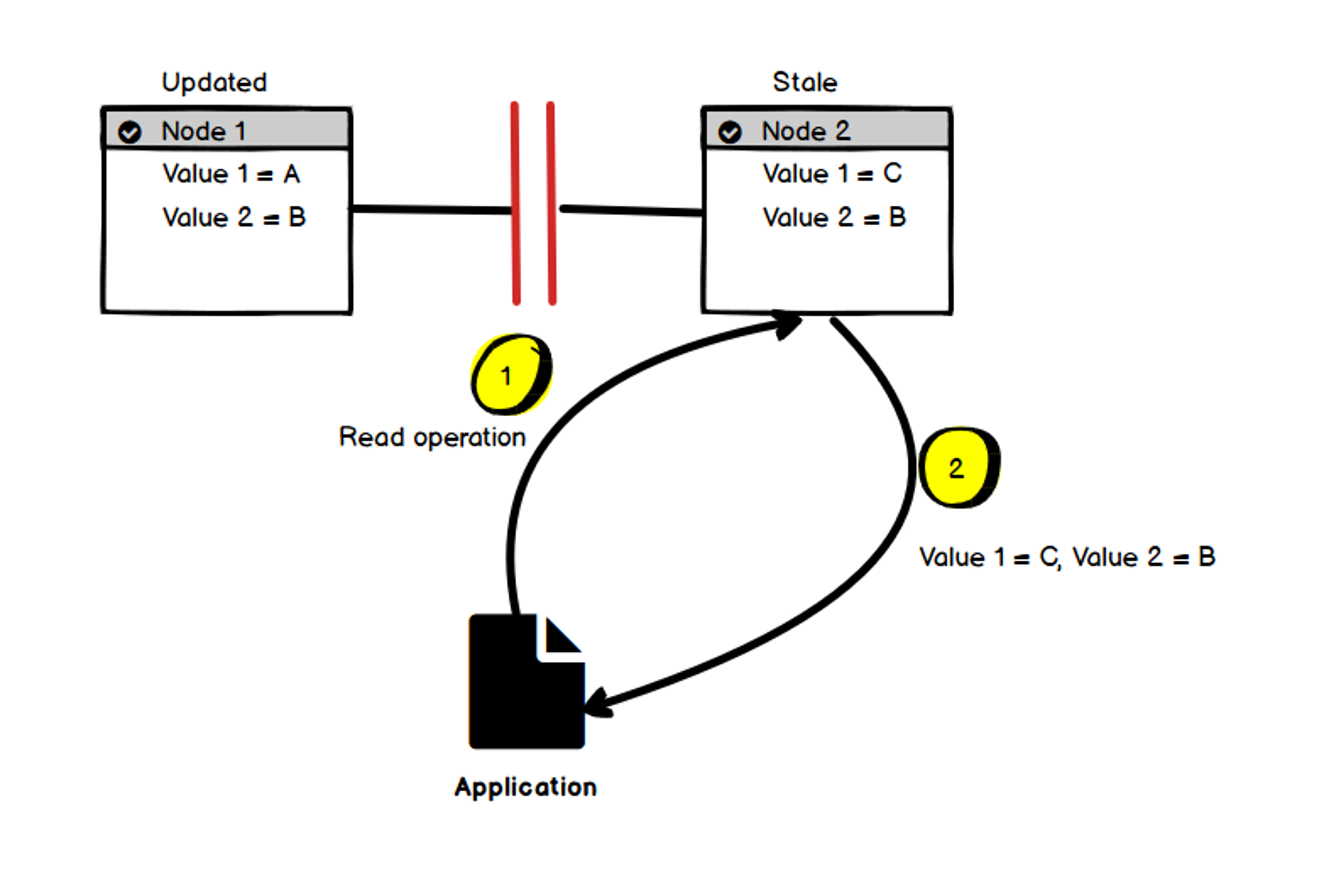 Updated
Stale
Node 1
Node 2
Value 1 = A
Value 1 = C
Value 2 = B
Value 2 = B
1
Read operation
2
Value 1 = C, Value 2 = B
Application